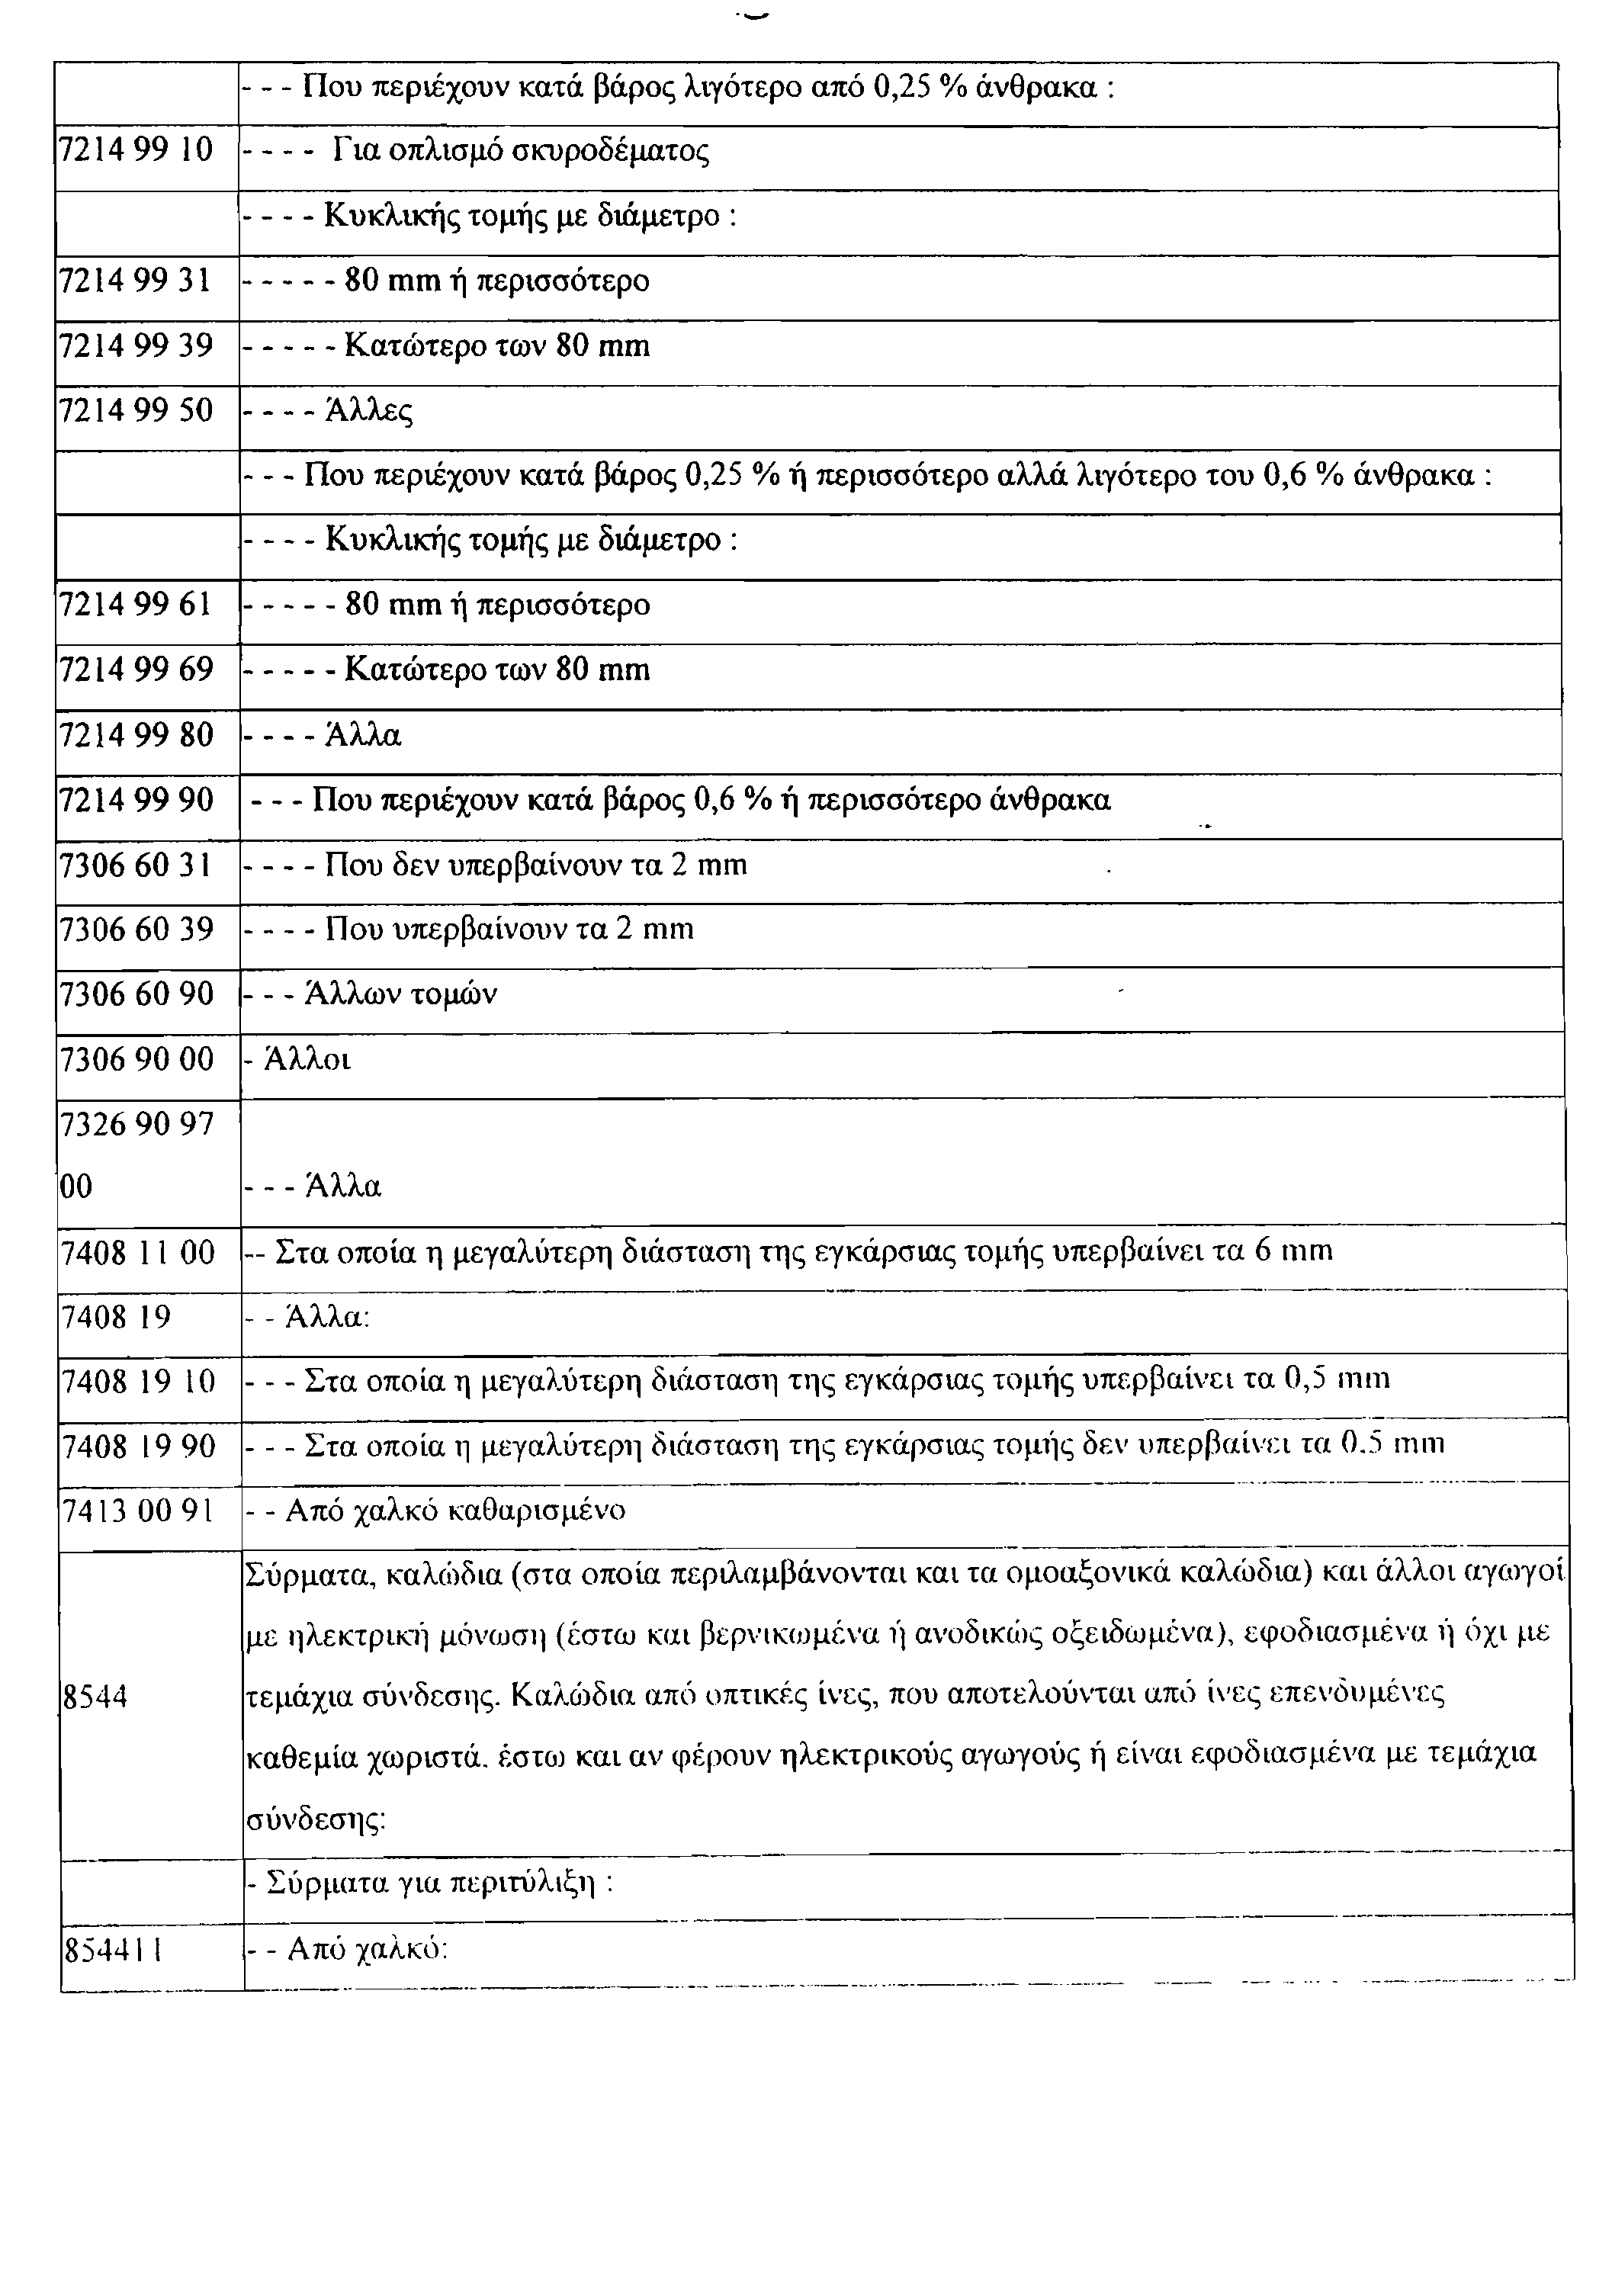 - - - Που περιέχουν κατά βάρος λιγότερο από 0,25 % άνθρακα :
7214 99 10 - - - - Για οπλισμό σκυροδέματος
- - - - Κυκλικής τομής με διάμετρο :
7214 99 31 - - - - - 80 mm ή περισσότερο
7214 99 39 - - - - - Κατώτερο των 80 mm
7214 99 50 - - - - Άλλες
- - - Που περιέχουν κατά βάρος 0,25 % ή περισσότερο αλλά λιγότερο του 0,6 % άνθρακα :
- - - - Κυκλικής τομής με διάμετρο :
7214 99 61 - - - - - 80 mm ή περισσότερο
7214 99 69 - - - - - Κατώτερο των 80 mm
7214 99 80 - - - - Άλλα
7214 99 90 - - - Που περιέχουν κατά βάρος 0,6 % ή περισσότερο άνθρακα
7306 60 31 - - - - Που δεν υπερβαίνουν τα 2 mm
7306 60 39 - - - - Που υπερβαίνουν τα 2 mm
7306 60 90 - - - Άλλων τομών
7306 90 00 - Άλλοι
7326 90 97
00 - - - Άλλα
7408 11 00 -- Στα οποία η μεγαλύτερη διάσταση της εγκάρσιας τομής υπερβαίνει τα 6 mm
7408 19 - - Άλλα:
7408 19 10 - - - Στα οποία η μεγαλύτερη διάσταση της εγκάρσιας τομής υπερβαίνει τα 0,5 mm
7408 19 90 - - - Στα οποία η μεγαλύτερη διάσταση της εγκάρσιας τομής δεν υπερβαίνει τα 0.5 mm
7413 00 91 - - Από χαλκό καθαρισμένο
Σύρματα, καλώδια (στα οποία περιλαμβάνονται και τα ομοαξονικά καλώδια) και άλλοι αγωγοί
με ηλεκτρική μόνωση (έστω και βερνικωμένα ή ανοδικώς οξειδωμένα), εφοδιασμένα ή όχι με
8544 τεμάχια σύνδεσης. Καλώδια από οπτικές ίνες, που αποτελούνται από ίνες επενδυμένες
καθεμία χωριστά. έστω και αν φέρουν ηλεκτρικούς αγωγούς ή είναι εφοδιασμένα με τεμάχια
σύνδεσης:
- Σύρματα για περιτύλιξη :
854411 - - Από χαλκό: